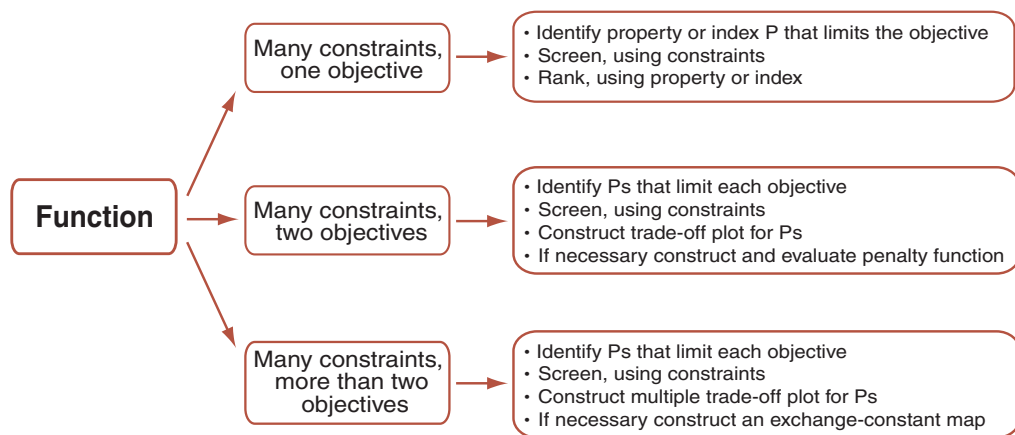 Many constraints,
one objective
• Identify property or index P that limits the objective
• Screen, using constraints
• Rank, using property or index
Function
Many constraints,
two objectives
• Identify Ps that limit each objective
• Screen, using constraints
• Construct trade-off plot for Ps
• If necessary construct and evaluate penalty function
Many constraints,
more than two
objectives
• Identify Ps that limit each objective
• Screen, using constraints
• Construct multiple trade-off plot for Ps
• If necessary construct an exchange-constant map